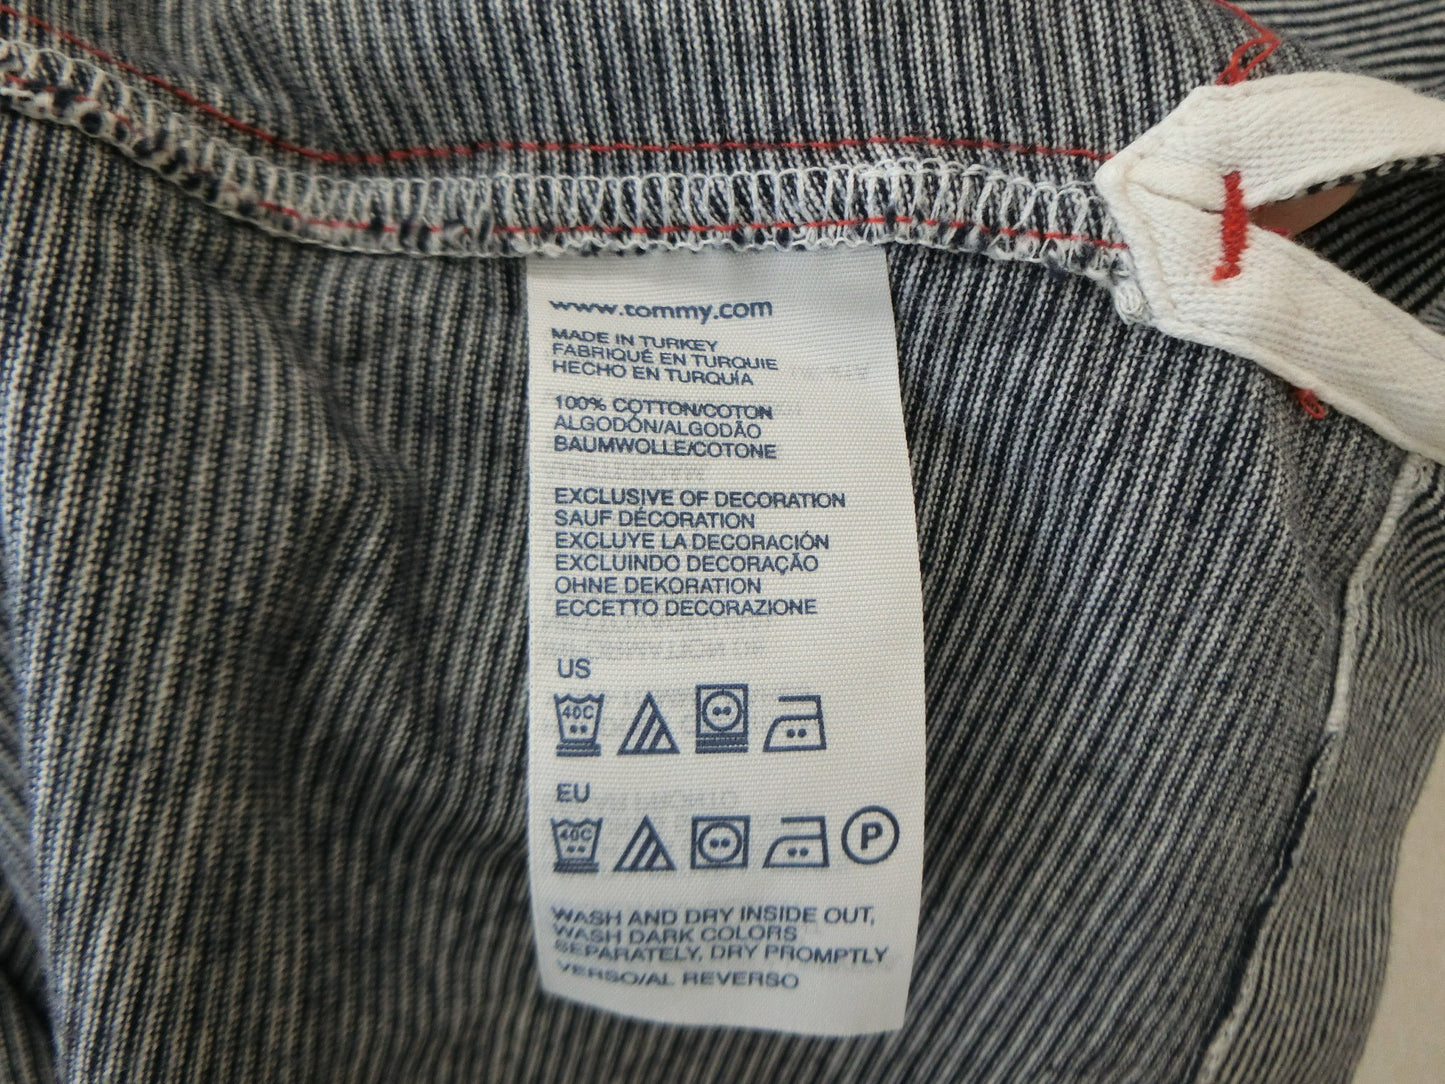 www.tommy.com
MADE IN TURKEY
FABRIQUÉ EN TURQUIE
HECHO EN TURQUÍA
100% COTTON/COTON
ALGODÓN/ALGODÃO
BAUMWOLLE/COTONE
EXCLUSIVE OF DECORATION
SAUF DÉCORATION
EXCLUYE LA DECORACIÓN
EXCLUINDO DECORAÇÃO
OHNE DEKORATION
ECCETTO DECORAZIONE
US
40C
EU
40C P
WASH AND DRY INSIDE OUT,
WASH DARK COLORS
SEPARATELY, DRY PROMPTLY
VERSO/AL REVERSO